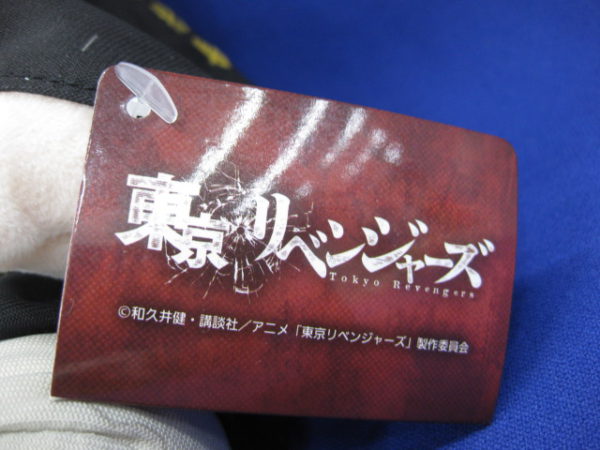 東京リベンジャーズ
Tokyo Revengers
©和久井健・講談社／アニメ「東京リベンジャーズ」製作委員会